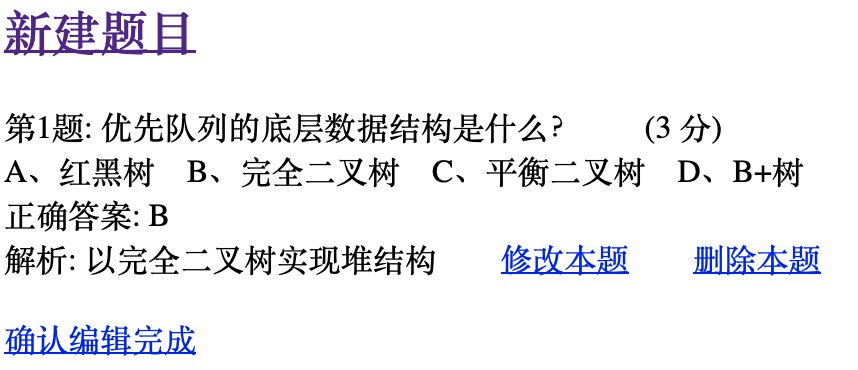 新建题目
第1题: 优先队列的底层数据结构是什么? (3 分)
A、红黑树 B、完全二叉树 C、平衡二叉树 D、B+树
正确答案: B
解析: 以完全二叉树实现堆结构 修改本题 删除本题
确认编辑完成